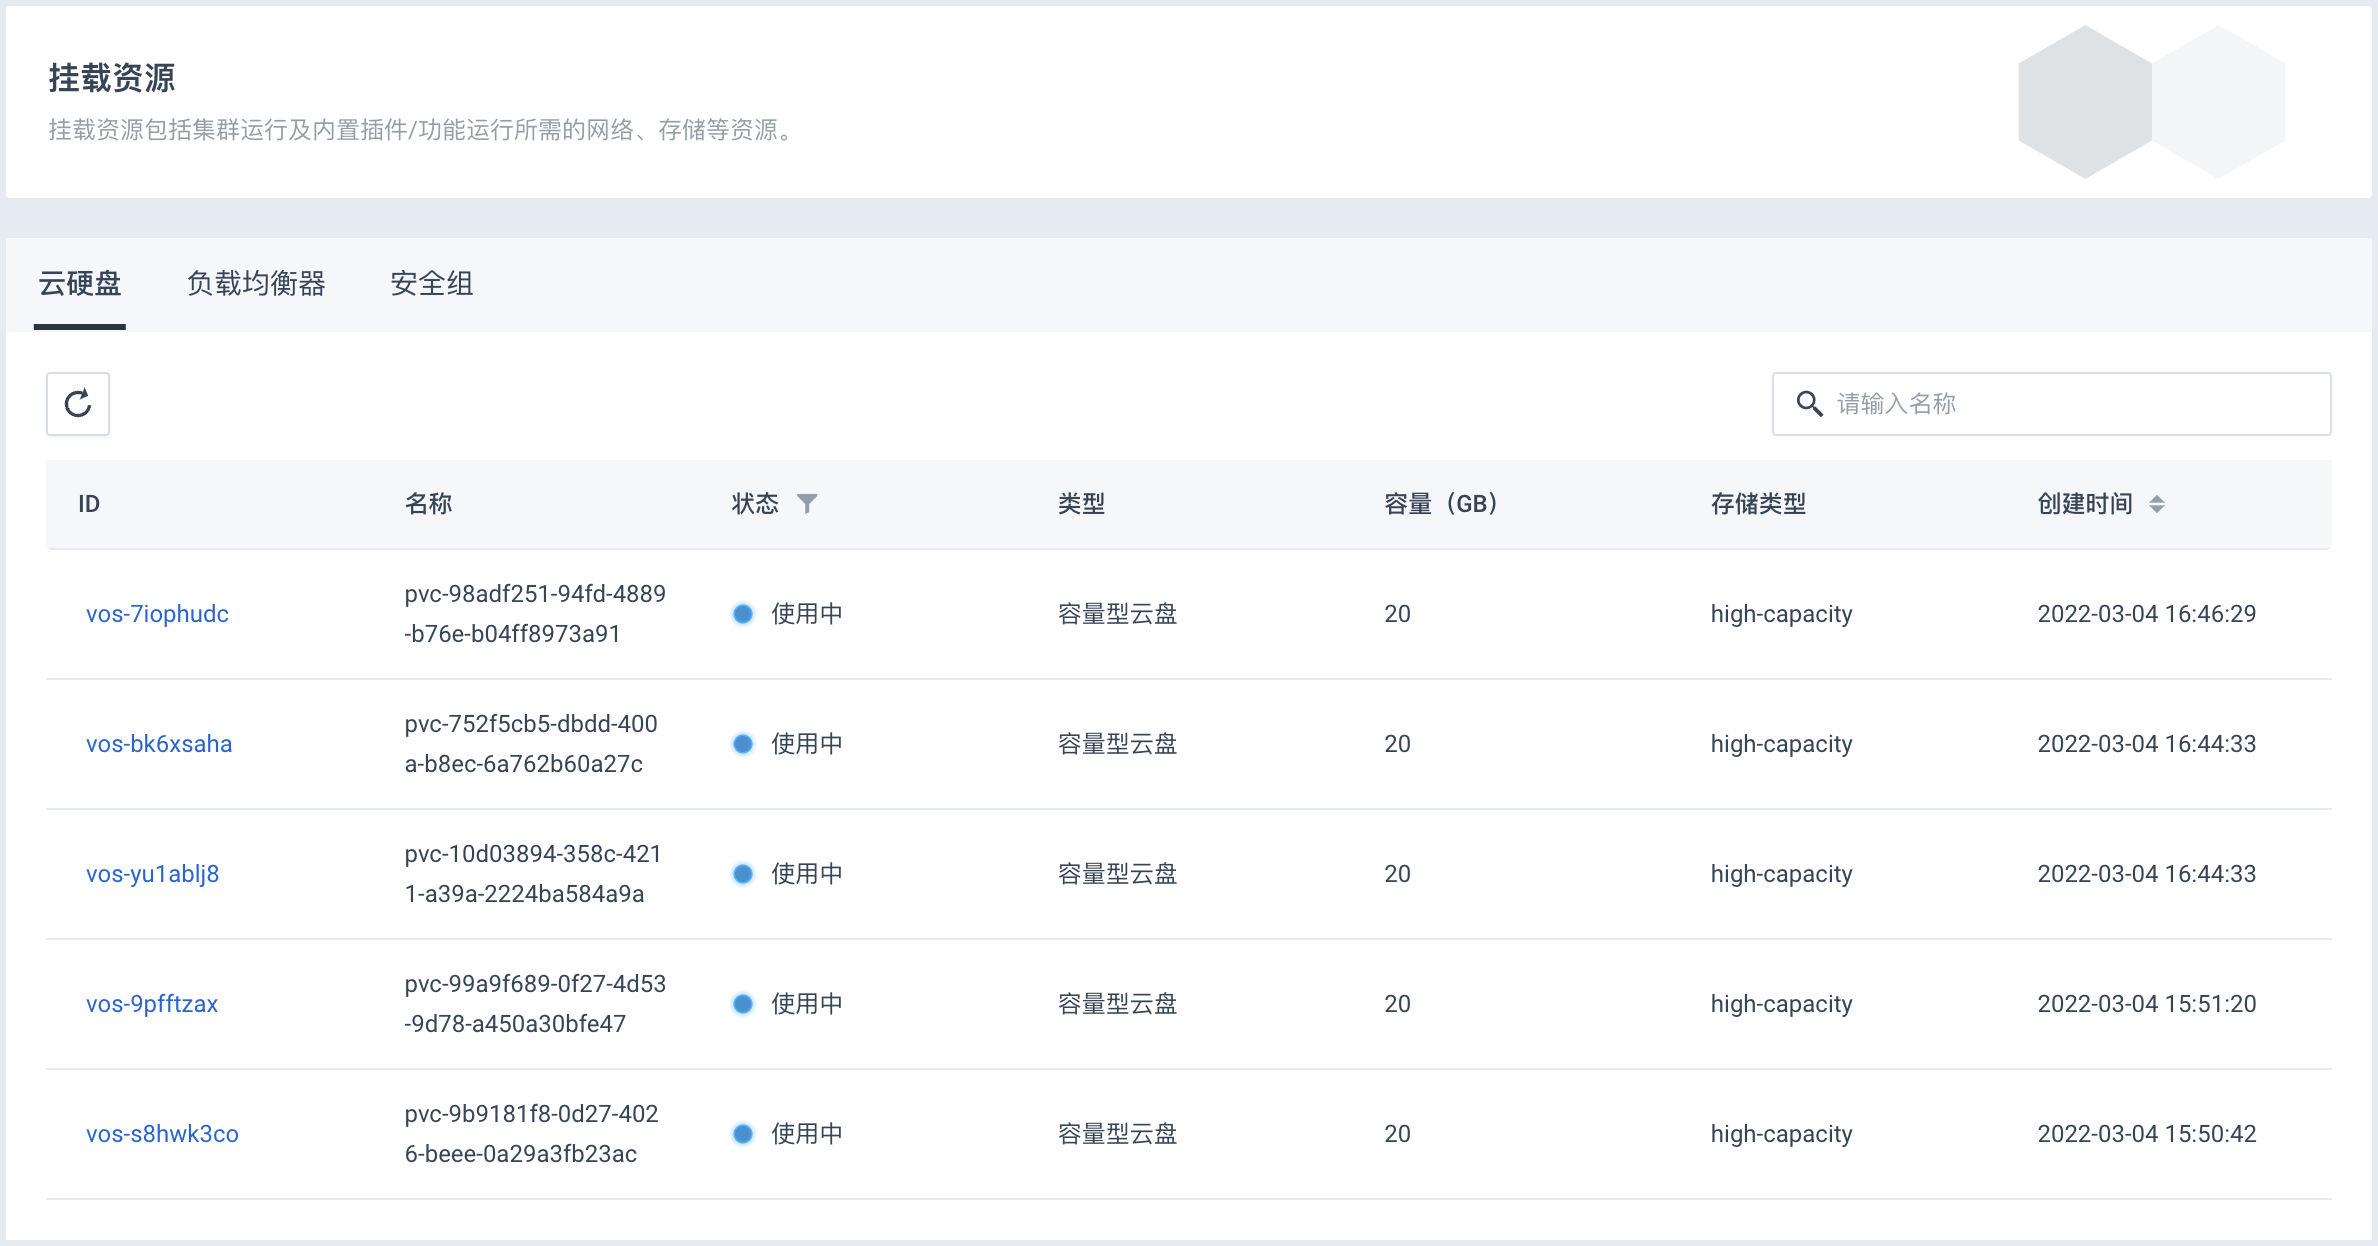 挂载资源
挂载资源包括集群运行及内置插件/功能运行所需的网络、存储等资源。
云硬盘 负载均衡器 安全组
请输入名称
ID 名称 状态 类型 容量（GB） 存储类型 创建时间
vos-7iophudc pvc-98adf251-94fd-4889 使用中 容量型云盘 20 high-capacity 2022-03-04 16:46:29
-b76e-b04ff8973a91
vos-bk6xsaha pvc-752f5cb5-dbdd-400 使用中 容量型云盘 20 high-capacity 2022-03-04 16:44:33
a-b8ec-6a762b60a27c
vos-yu1ablj8 pvc-10d03894-358c-421 使用中 容量型云盘 20 high-capacity 2022-03-04 16:44:33
1-a39a-2224ba584a9a
vos-9pfftzax pvc-99a9f689-0f27-4d53 使用中 容量型云盘 20 high-capacity 2022-03-04 15:51:20
-9d78-a450a30bfe47
vos-s8hwk3co pvc-9b9181f8-0d27-402 使用中 容量型云盘 20 high-capacity 2022-03-04 15:50:42
6-beee-0a29a3fb23ac